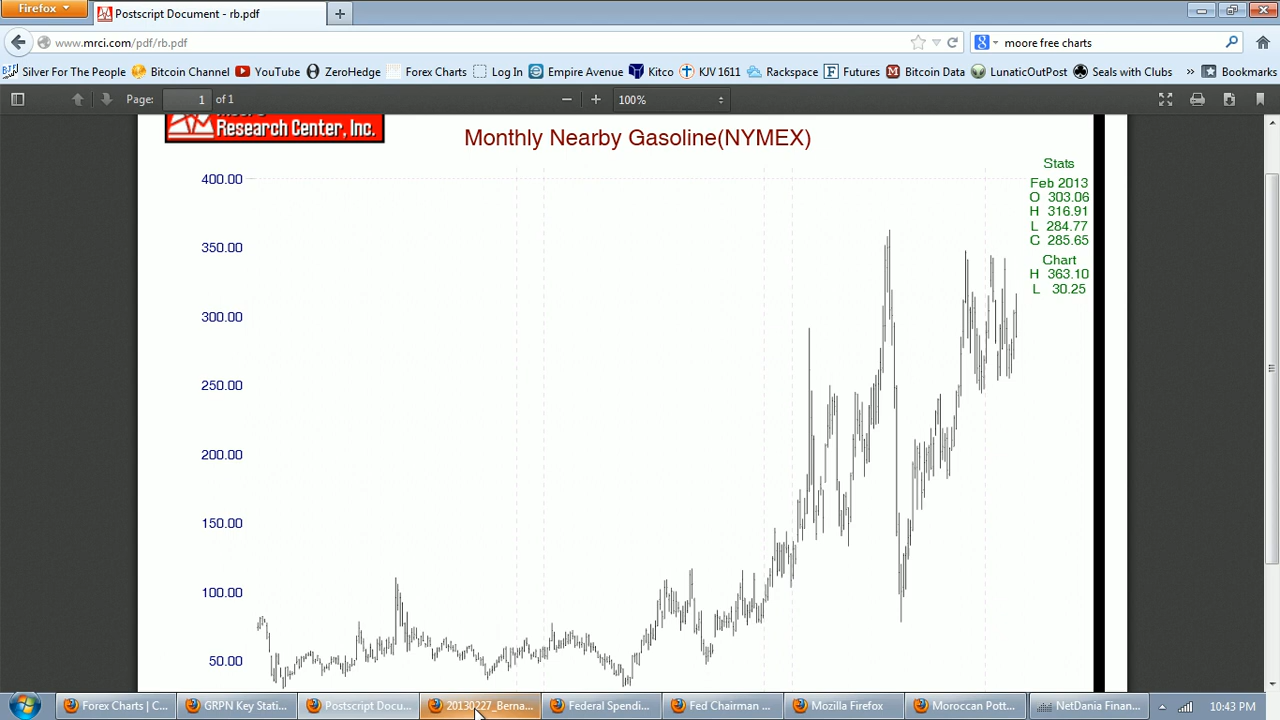 Firefox
Postscript Document - rb.pdf
www.mrci.com/pdf/rb.pdf
moore free charts
Silver For The People
Bitcoin Channel
YouTube
ZeroHedge
Forex Charts
Log In
Empire Avenue
Kitco
KJV 1611
Rackspace
Futures
Bitcoin Data
LunaticOutPost
Seals with Clubs
»
Bookmarks
Page: 1 of 1
100%
Research Center, Inc.
Monthly Nearby Gasoline(NYMEX)
Stats
Feb 2013
O 303.06
H 316.91
L 284.77
C 285.65
Chart
H 363.10
L 30.25
400.00
350.00
300.00
250.00
200.00
150.00
100.00
50.00
Forex Charts | C...
GRPN Key Stati...
Postscript Docu...
20130227_Berna...
Federal Spendi...
Fed Chairman ...
Mozilla Firefox
Moroccan Pott...
NetDania Finan...
10:43 PM